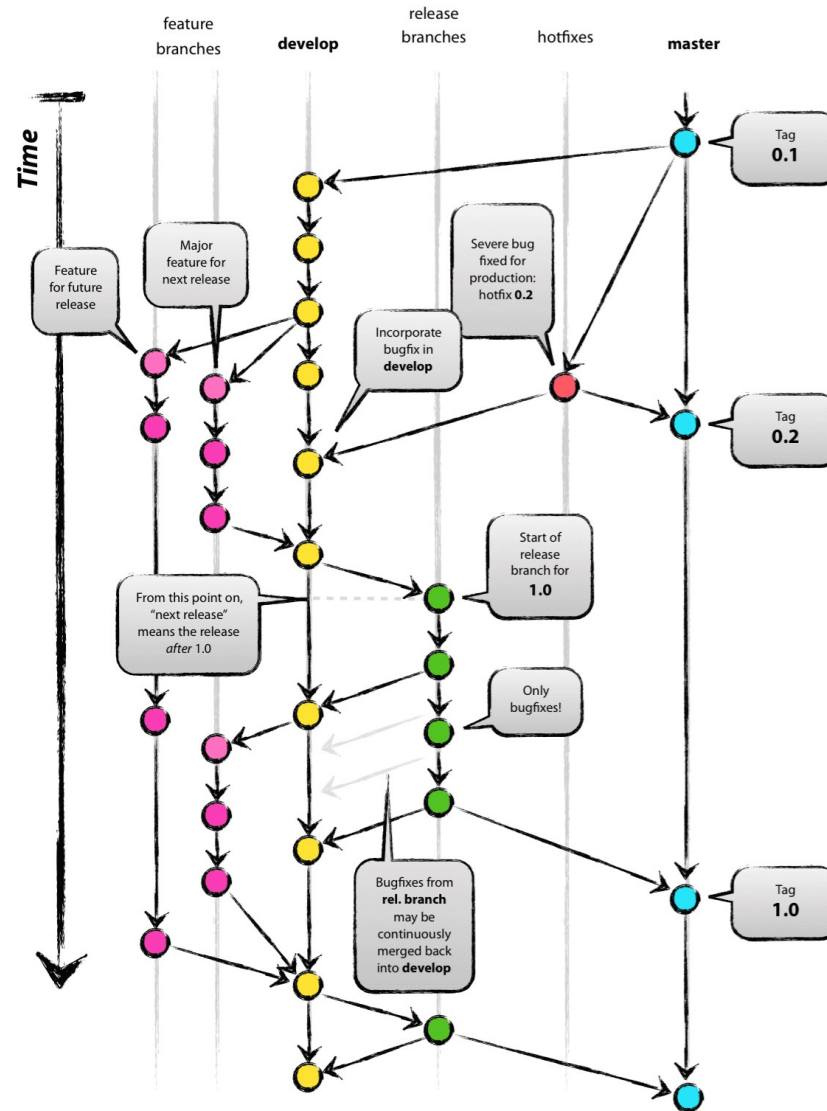 feature
branches
develop
release
branches
hotfixes
master
Time
Tag
0.1
Major
feature for
next release
Feature
for future
release
Severe bug
fixed for
production:
hotfix 0.2
Incorporate
bugfix in
develop
Tag
0.2
Start of
release
branch for
1.0
From this point on,
“next release”
means the release
after 1.0
Only
bugfixes!
Bugfixes from
rel. branch
may be
continuously
merged back
into develop
Tag
1.0